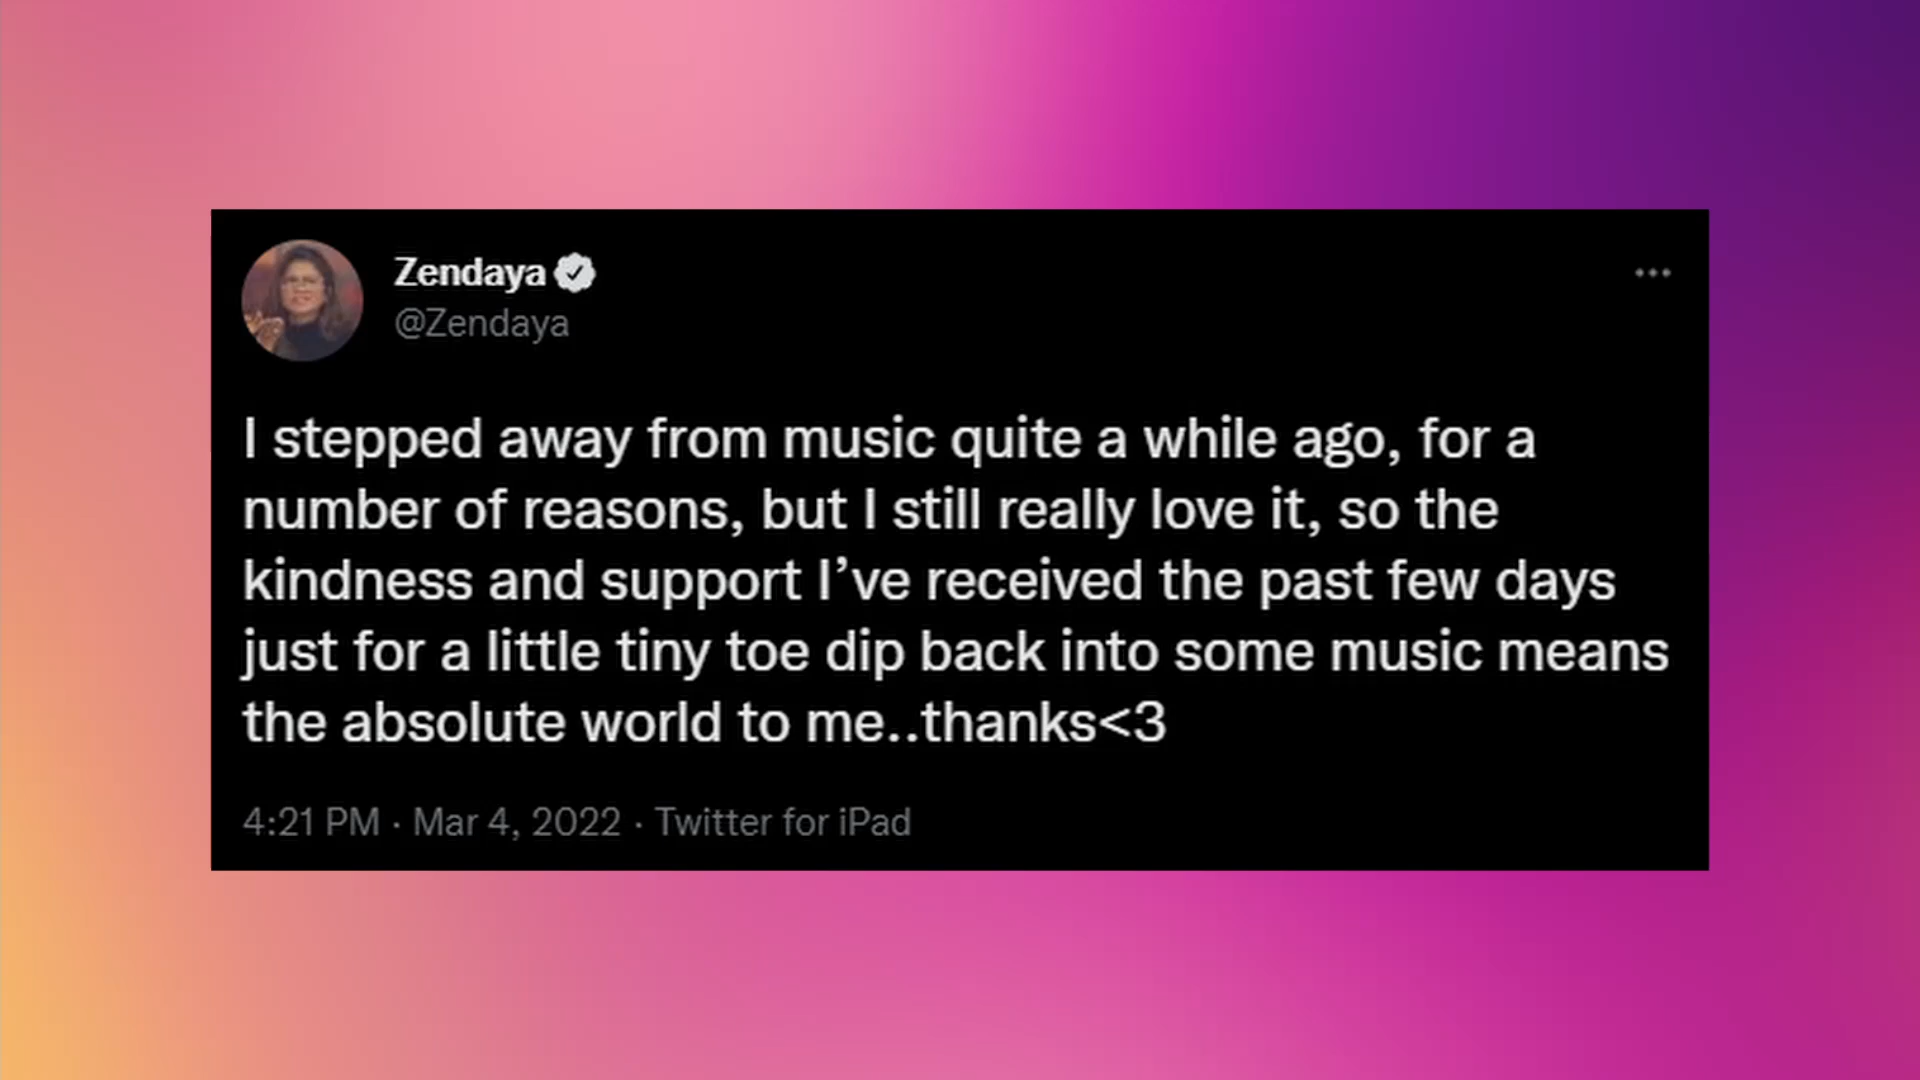 Zendaya
@Zendaya
I stepped away from music quite a while ago, for a
number of reasons, but I still really love it, so the
kindness and support I’ve received the past few days
just for a little tiny toe dip back into some music means
the absolute world to me..thanks<3
4:21 PM · Mar 4, 2022 · Twitter for iPad